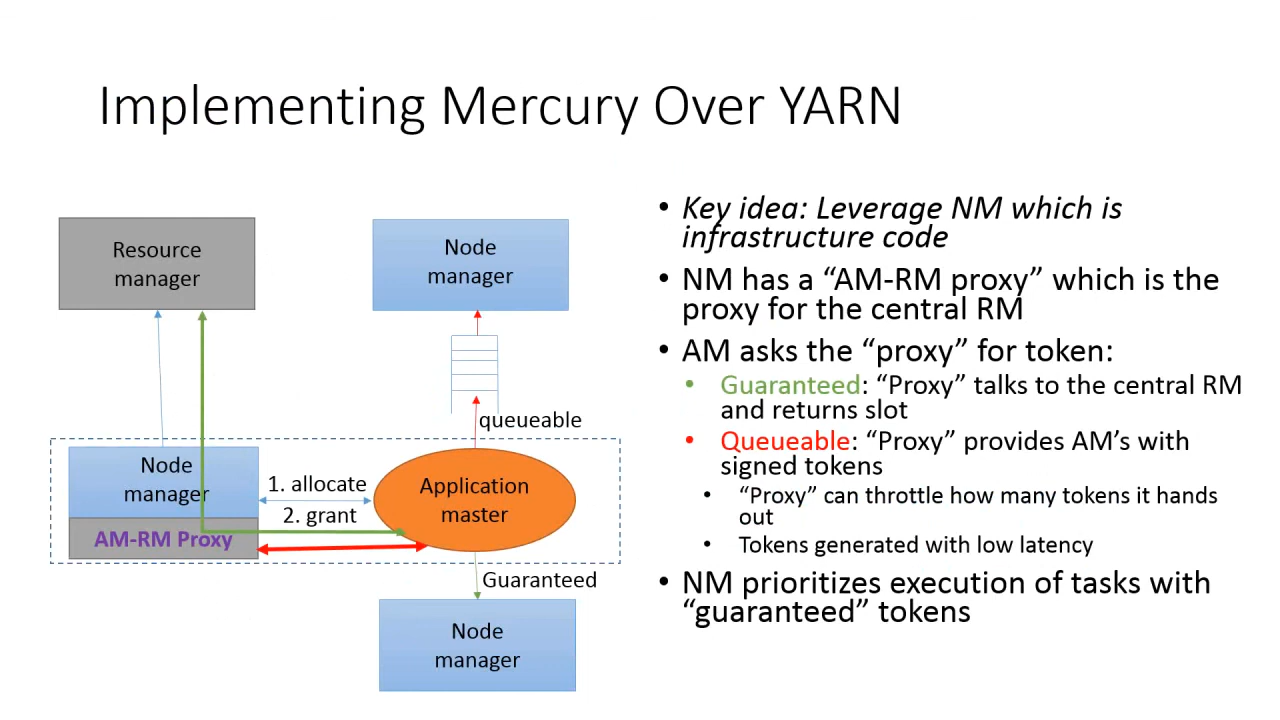 Implementing Mercury Over YARN
Resource
manager
Node
manager
queueable
Node
manager
AM-RM Proxy
1. allocate
2. grant
Application
master
Guaranteed
Node
manager
• Key idea: Leverage NM which is
infrastructure code
• NM has a “AM-RM proxy” which is the
proxy for the central RM
• AM asks the “proxy” for token:
• Guaranteed: “Proxy” talks to the central RM
and returns slot
• Queueable: “Proxy” provides AM’s with
signed tokens
• “Proxy” can throttle how many tokens it hands
out
• Tokens generated with low latency
• NM prioritizes execution of tasks with
“guaranteed” tokens